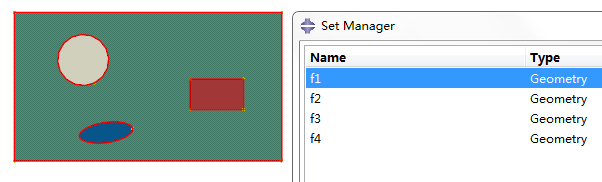 Set Manager
Name Type
f1 Geometry
f2 Geometry
f3 Geometry
f4 Geometry